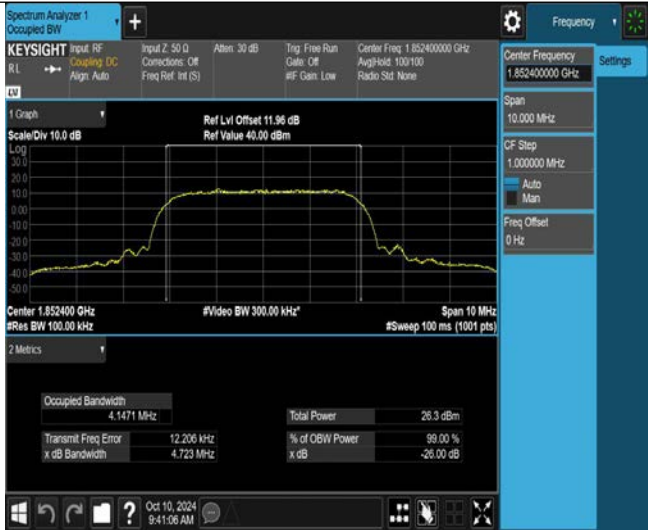 Spectrum Analyzer 1
Occupied BW
+
Frequency
KEYSIGHT
Input: RF
Coupling: DC
Align: Auto
Input Z: 50 Ω
Corrections: Off
Freq Ref: Int (S)
Atten: 30 dB
Trig: Free Run
Gate: Off
#IF Gain: Low
Center Freq: 1.852400000 GHz
Avg|Hold: 100/100
Radio Std: None
RL
LV
Center Frequency
1.852400000 GHz
Settings
Span
10.000 MHz
CF Step
1.000000 MHz
Auto
Man
Freq Offset
0 Hz
1 Graph
Scale/Div 10.0 dB
Ref Lvl Offset 11.96 dB
Ref Value 40.00 dBm
Log
30.0
20.0
10.0
0.00
-10.0
-20.0
-30.0
-40.0
-50.0
Center 1.852400 GHz
#Res BW 100.00 kHz
#Video BW 300.00 kHz*
Span 10 MHz
#Sweep 100 ms (1001 pts)
2 Metrics
Occupied Bandwidth
4.1471 MHz
Total Power 26.3 dBm
Transmit Freq Error 12.206 kHz
% of OBW Power 99.00 %
x dB Bandwidth 4.723 MHz
x dB -26.00 dB
?
Oct 10, 2024
9:41:06 AM